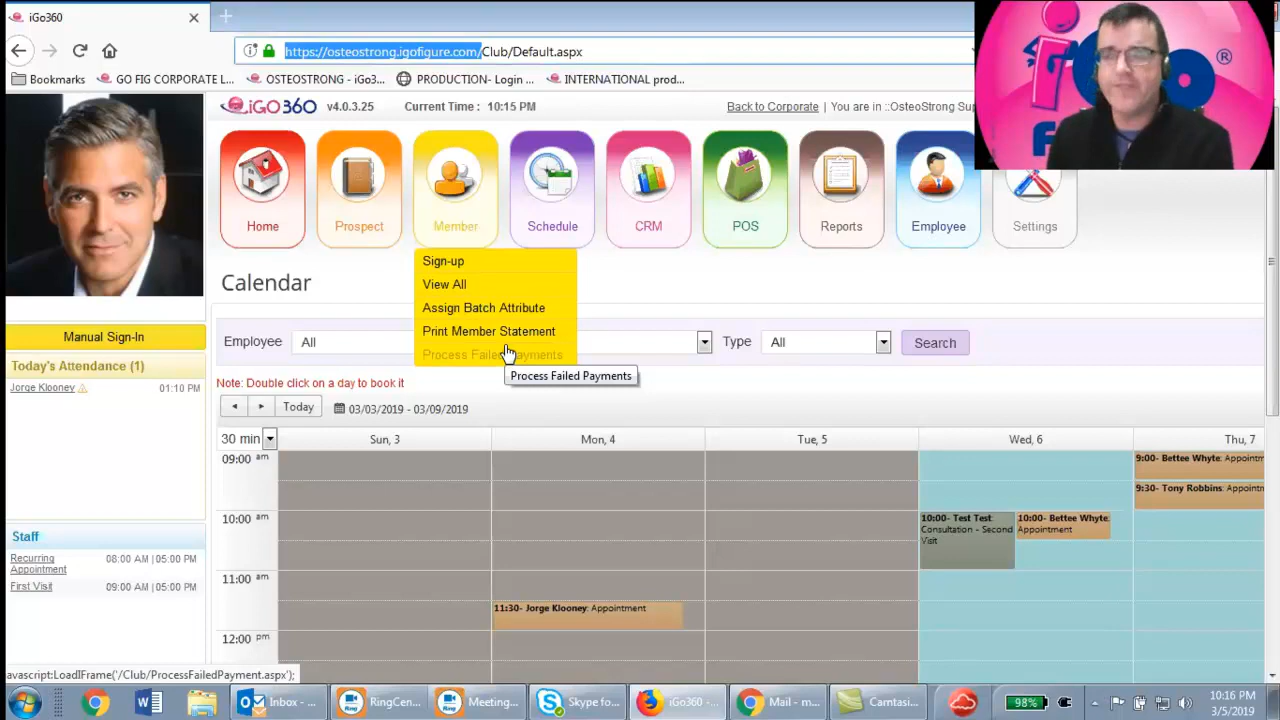 iGo360
https://osteostrong.igofigure.com/Club/Default.aspx
Bookmarks GO FIG CORPORATE L... OSTEOSTRONG - iGo3... PRODUCTION- Login ... INTERNATIONAL prod...
iGO360 v4.0.3.25 Current Time : 10:15 PM Back to Corporate | You are in ::OsteoStrong Sup
Home Prospect Member Schedule CRM POS Reports Employee Settings
Sign-up
View All
Assign Batch Attribute
Print Member Statement
Process Failed Payments
Process Failed Payments
Calendar
Employee All Type All Search
Note: Double click on a day to book it
Today 03/03/2019 - 03/09/2019
30 min Sun, 3 Mon, 4 Tue, 5 Wed, 6 Thu, 7
09:00 am
10:00 am
11:00 am
12:00 pm
9:00- Bettee Whyte: Appointm
9:30- Tony Robbins: Appointm
10:00- Test Test:
Consultation - Second
Visit
10:00- Bettee Whyte:
Appointment
11:30- Jorge Klooney: Appointment
Manual Sign-In
Today's Attendance (1)
Jorge Klooney 01:10 PM
Staff
Recurring
Appointment 08:00 AM | 05:00 PM
First Visit 09:00 AM | 05:00 PM
avascript:LoadIFrame('/Club/ProcessFailedPayment.aspx');
Inbox - ... RingCen... Meeting... Skype fo... iGo360 -... Mail - m... Camtasi... 98% 10:16 PM
3/5/2019